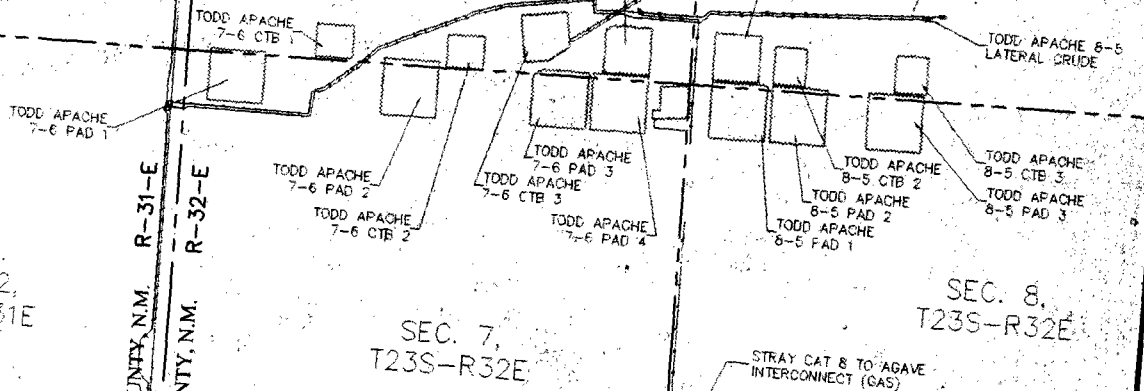 TODD APACHE
7-6 CTB 1
TODD APACHE 8-5
LATERAL CRUDE
TODD APACHE
7-6 PAD 1
TODD APACHE
7-6 PAD 2
TODD APACHE
7-6 CTB 2
TODD APACHE
7-6 PAD 3
TODD APACHE
7-6 CTB 3
TODD APACHE
7-6 PAD 4
TODD APACHE
8-5 CTB 2
TODD APACHE
8-5 PAD 2
TODD APACHE
8-5 PAD 1
TODD APACHE
8-5 CTB 3
TODD APACHE
8-5 PAD 3
R-31-E
R-32-E
2,
31E
UNTY, N.M.
NTY, N.M.
SEC. 7,
T23S-R32E
SEC. 8,
T23S-R32E
STRAY CAT 8 TO AGAVE
INTERCONNECT (GAS)